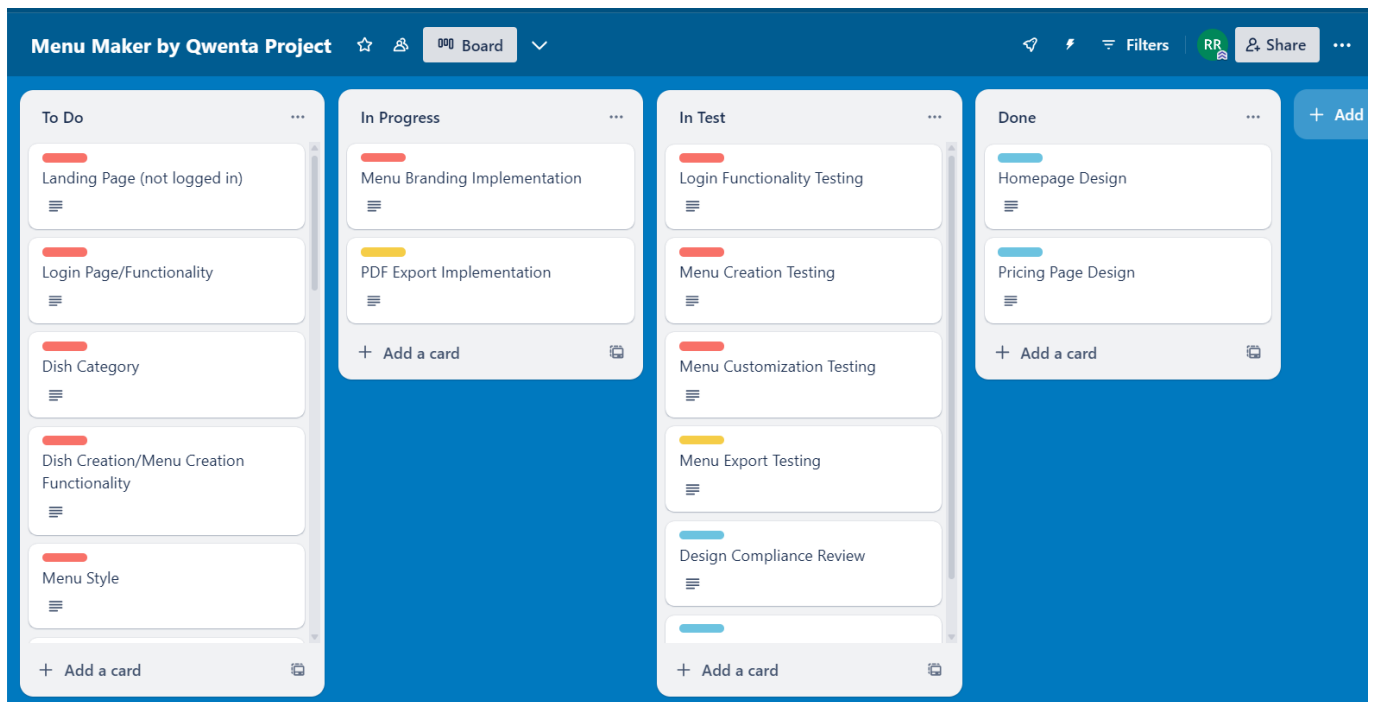 Menu Maker by Qwenta Project
Board
Filters
RR
Share
To Do
Landing Page (not logged in)
Login Page/Functionality
Dish Category
Dish Creation/Menu Creation
Functionality
Menu Style
Add a card
In Progress
Menu Branding Implementation
PDF Export Implementation
Add a card
In Test
Login Functionality Testing
Menu Creation Testing
Menu Customization Testing
Menu Export Testing
Design Compliance Review
Add a card
Done
Homepage Design
Pricing Page Design
Add a card
Add